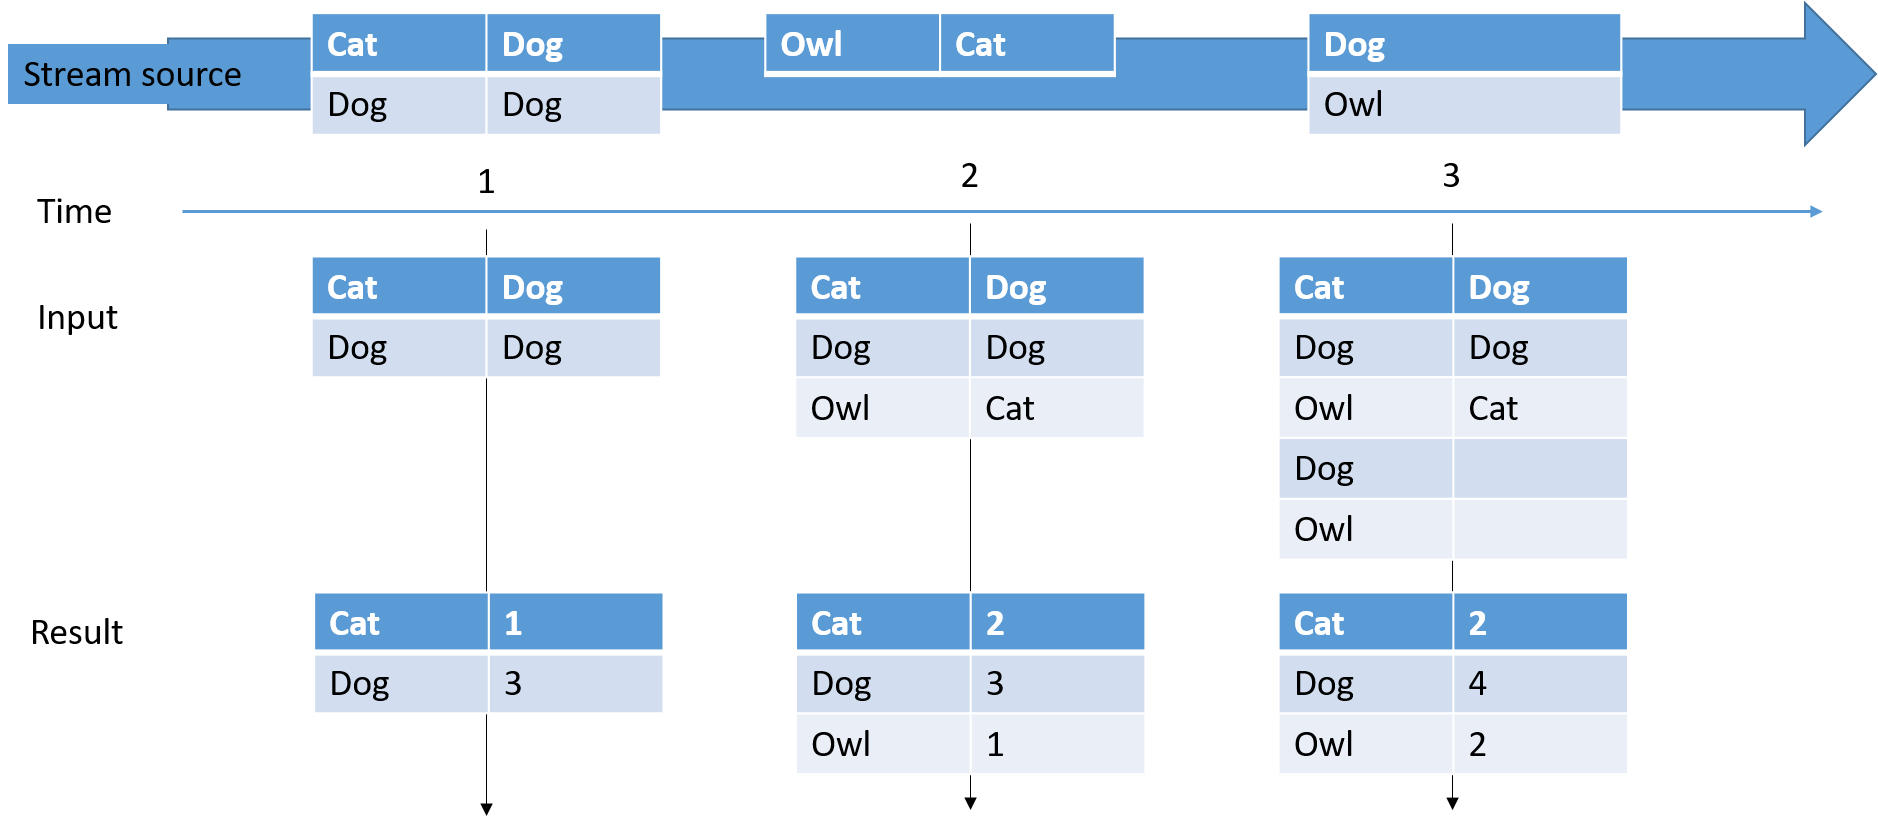 Cat Dog Owl Cat Dog
Stream source
Dog Dog Owl
1 2 3
Time
Cat Dog Cat Dog Cat Dog
Input
Dog Dog Dog Dog Dog Dog
Owl Cat Owl Cat
Dog
Owl
Cat 1 Cat 2 Cat 2
Result
Dog 3 Dog 3 Dog 4
Owl 1 Owl 2